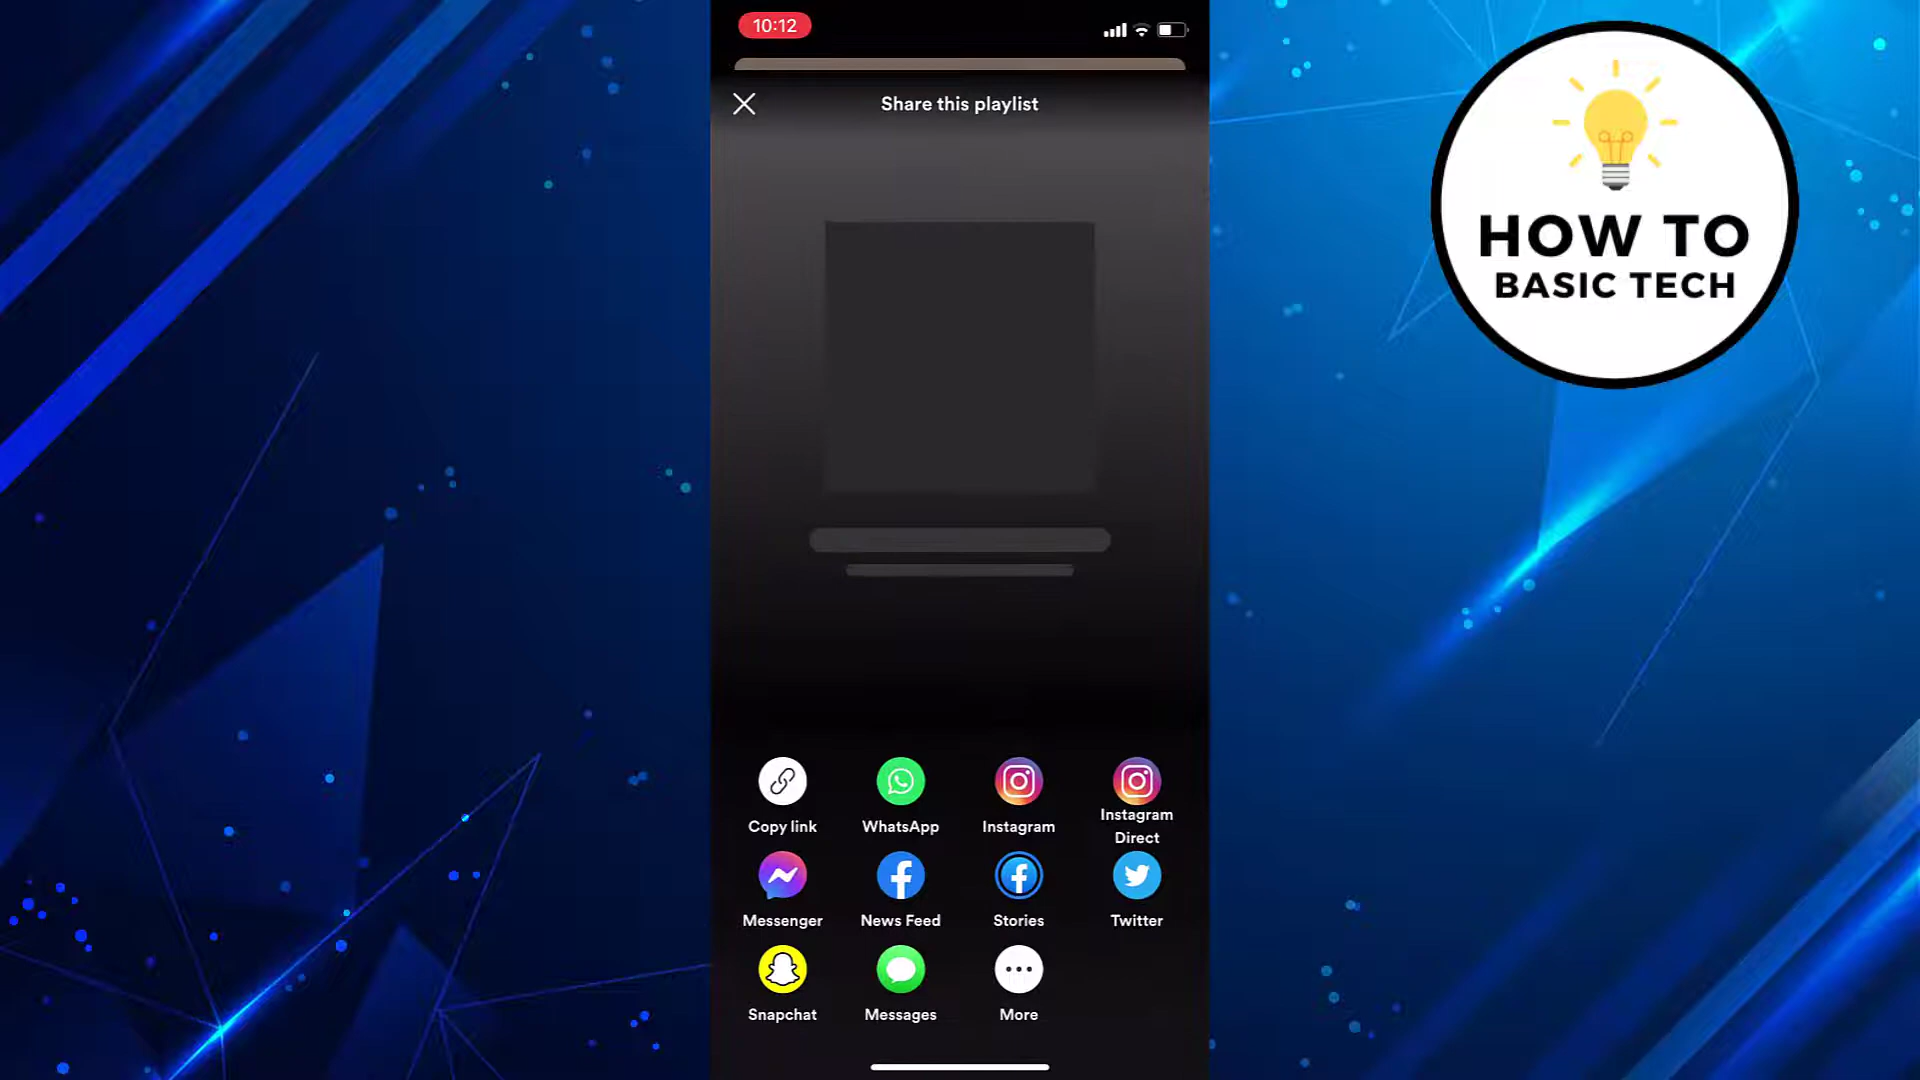 10:12
Share this playlist
HOW TO
BASIC TECH
Copy link
WhatsApp
Instagram
Instagram
Direct
Messenger
News Feed
Stories
Twitter
Snapchat
Messages
More